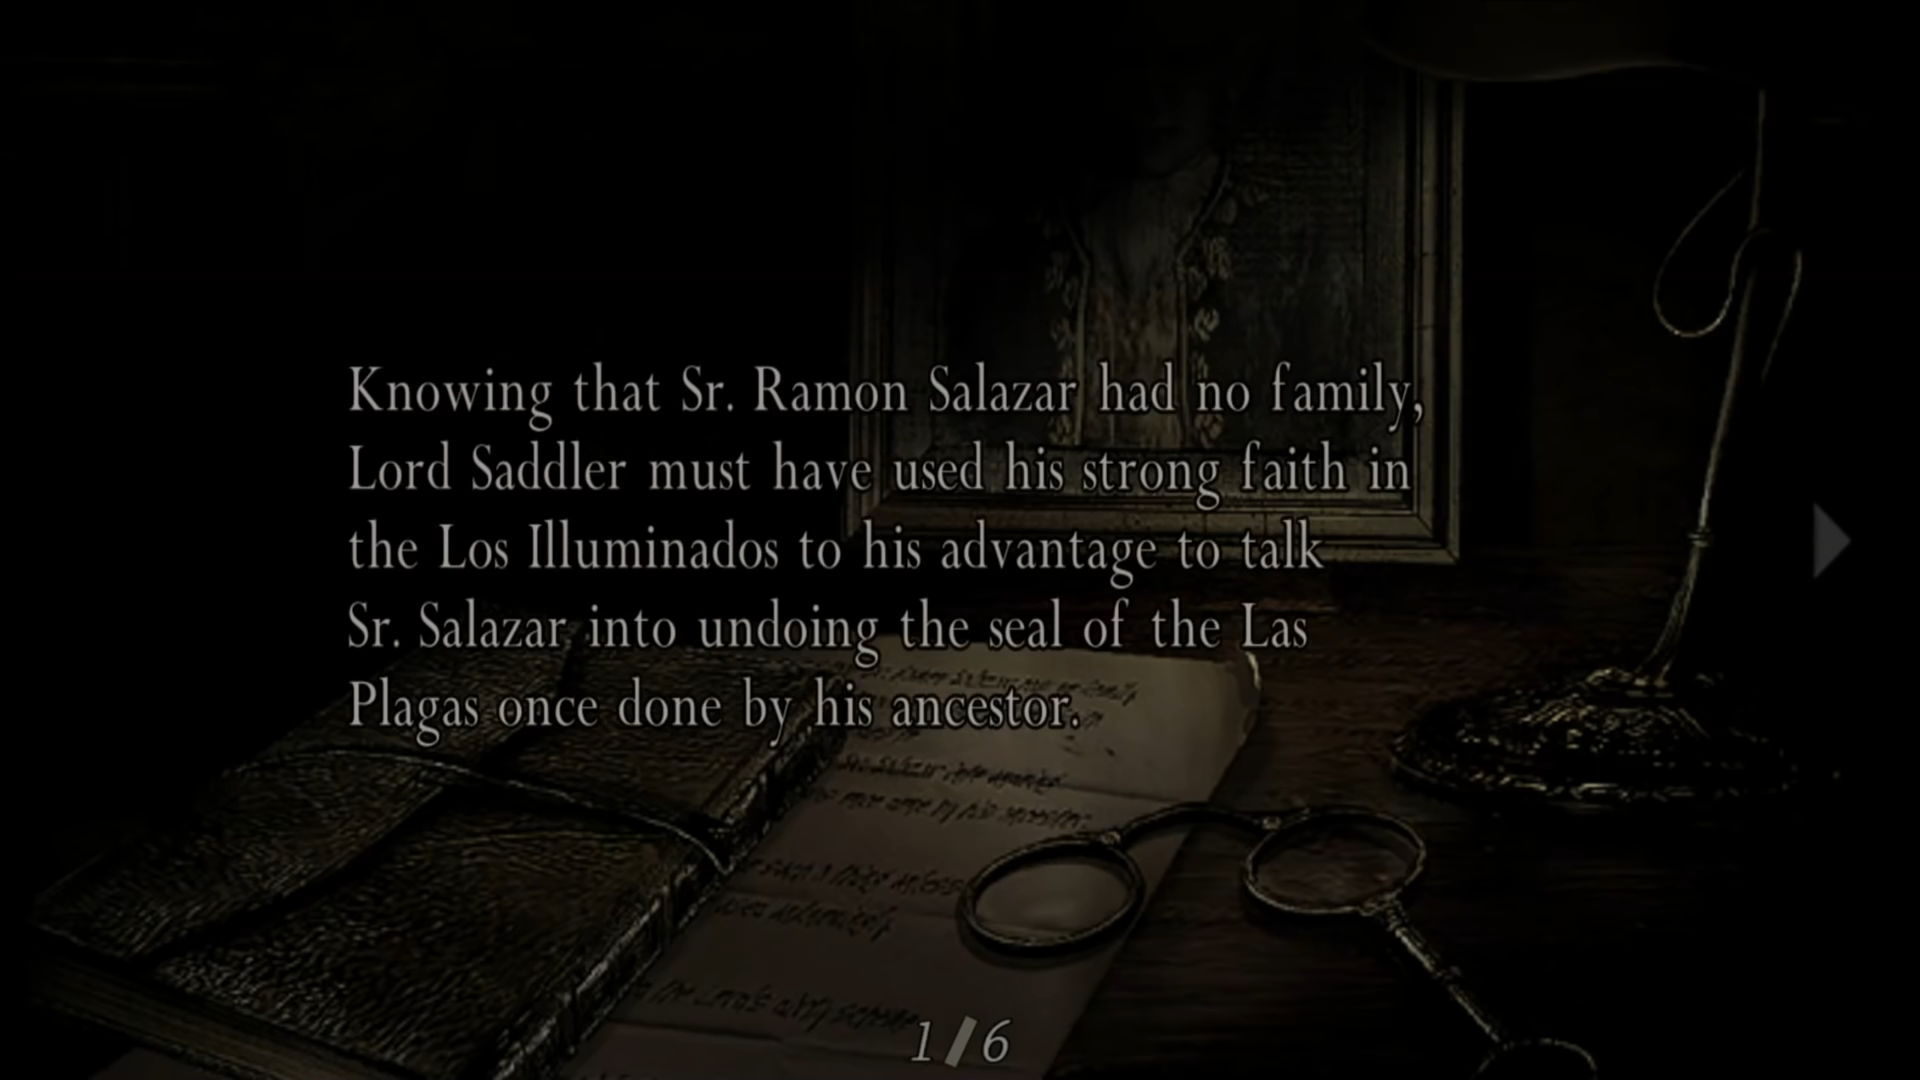 Knowing that Sr. Ramon Salazar had no family,
Lord Saddler must have used his strong faith in
the Los Illuminados to his advantage to talk
Sr. Salazar into undoing the seal of the Las
Plagas once done by his ancestor.
1/6